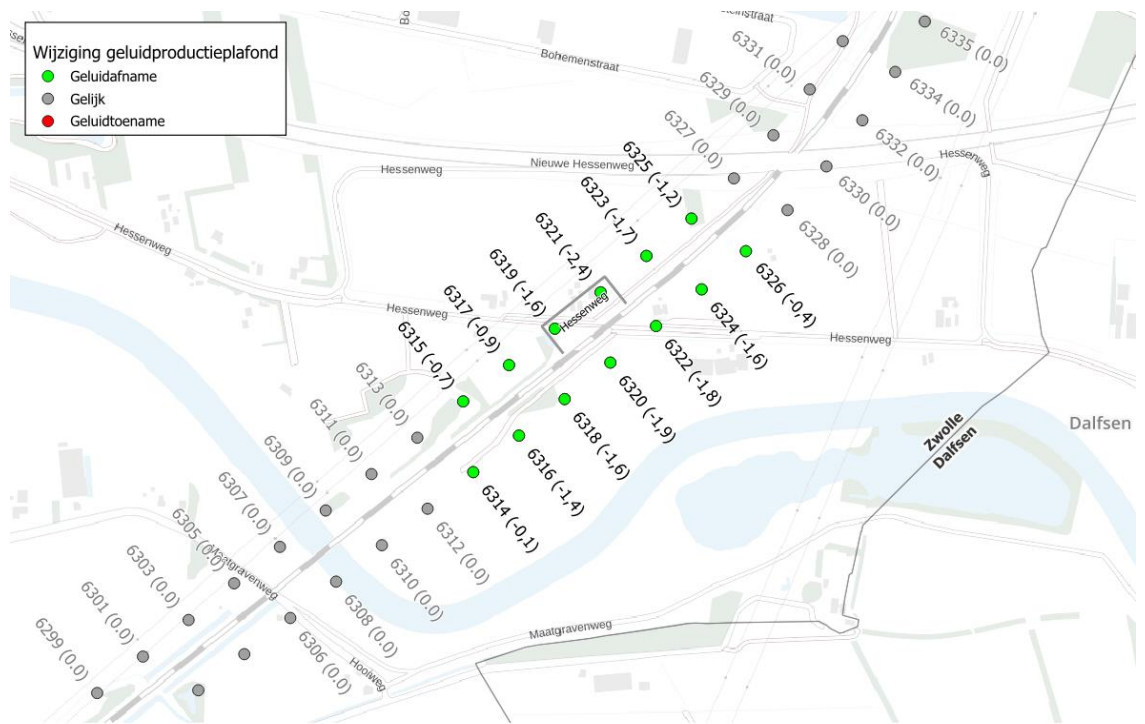 Wijziging geluidproductieplafond
Geluidafname
Gelijk
Geluidtoename
Bohemenstraat
6335 (0.0)
6334 (0.0)
6332 (0.0)
6331 (0.0)
6330 (0.0)
6329 (0.0)
6328 (0.0)
6327 (0.0)
Nieuwe Hessenweg
Hessenweg
Hessenweg
6325 (-1,2)
6326 (-0,4)
6323 (-1,7)
6324 (-1,6)
6321 (-2,4)
6322 (-1,8)
6319 (-1,6)
6320 (-1,9)
6317 (-0,9)
6318 (-1,6)
6315 (-0,7)
6316 (-1,4)
6314 (-0,1)
Hessenweg
Hessenweg
Hessenweg
Hessenweg
6313 (0.0)
6312 (0.0)
6311 (0.0)
6310 (0.0)
6309 (0.0)
6308 (0.0)
6307 (0.0)
6306 (0.0)
6305 (0.0)
6303 (0.0)
6301 (0.0)
6299 (0.0)
Zwolle
Dalfsen
Dalfsen
Maatgravenweg
Maatgravenweg
Hooiweg